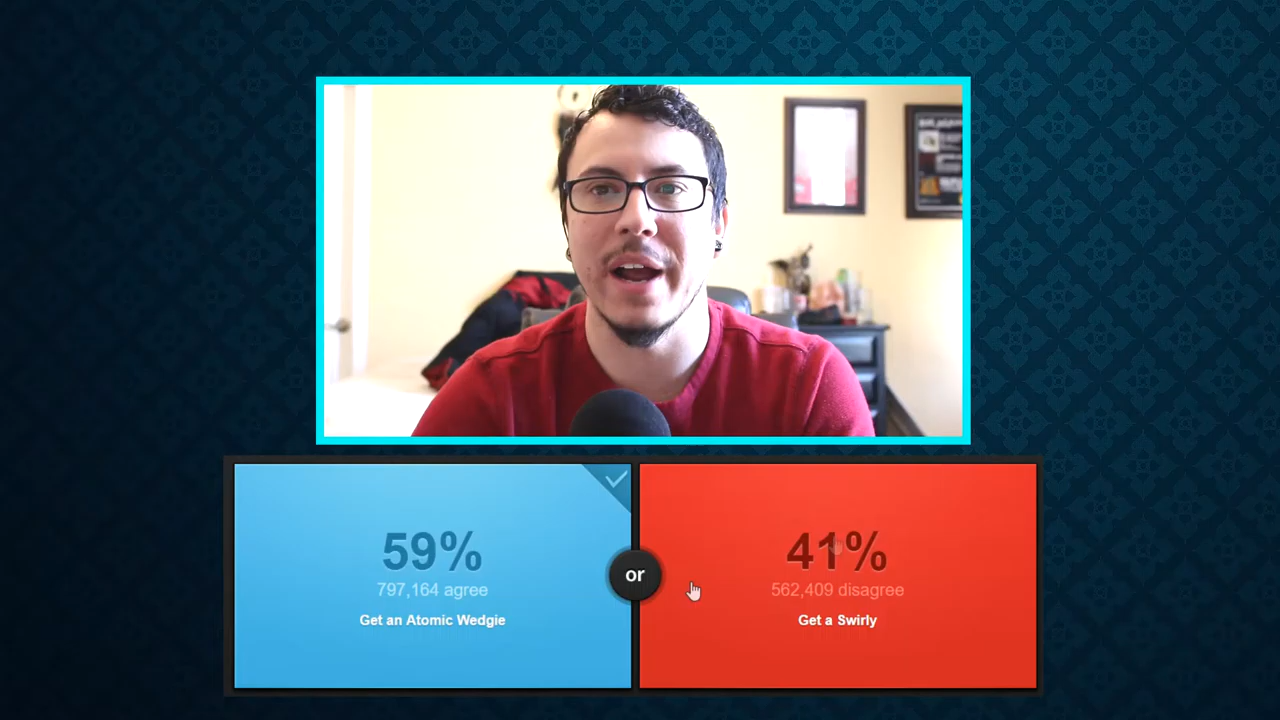 59%
797,164 agree
Get an Atomic Wedgie
or
41%
562,409 disagree
Get a Swirly